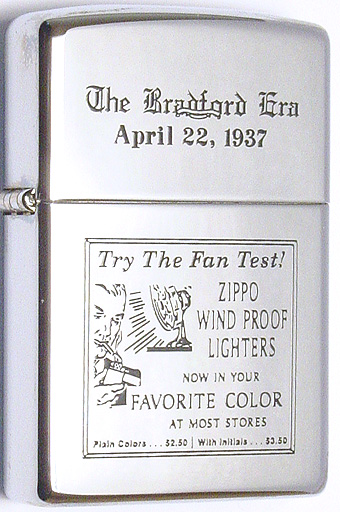 The Bradford Era
April 22, 1937
Try The Fan Test!
ZIPPO
WIND PROOF
LIGHTERS
NOW IN YOUR
FAVORITE COLOR
AT MOST STORES
Plain Colors . . . $2.50 | With Initials . . . $3.50